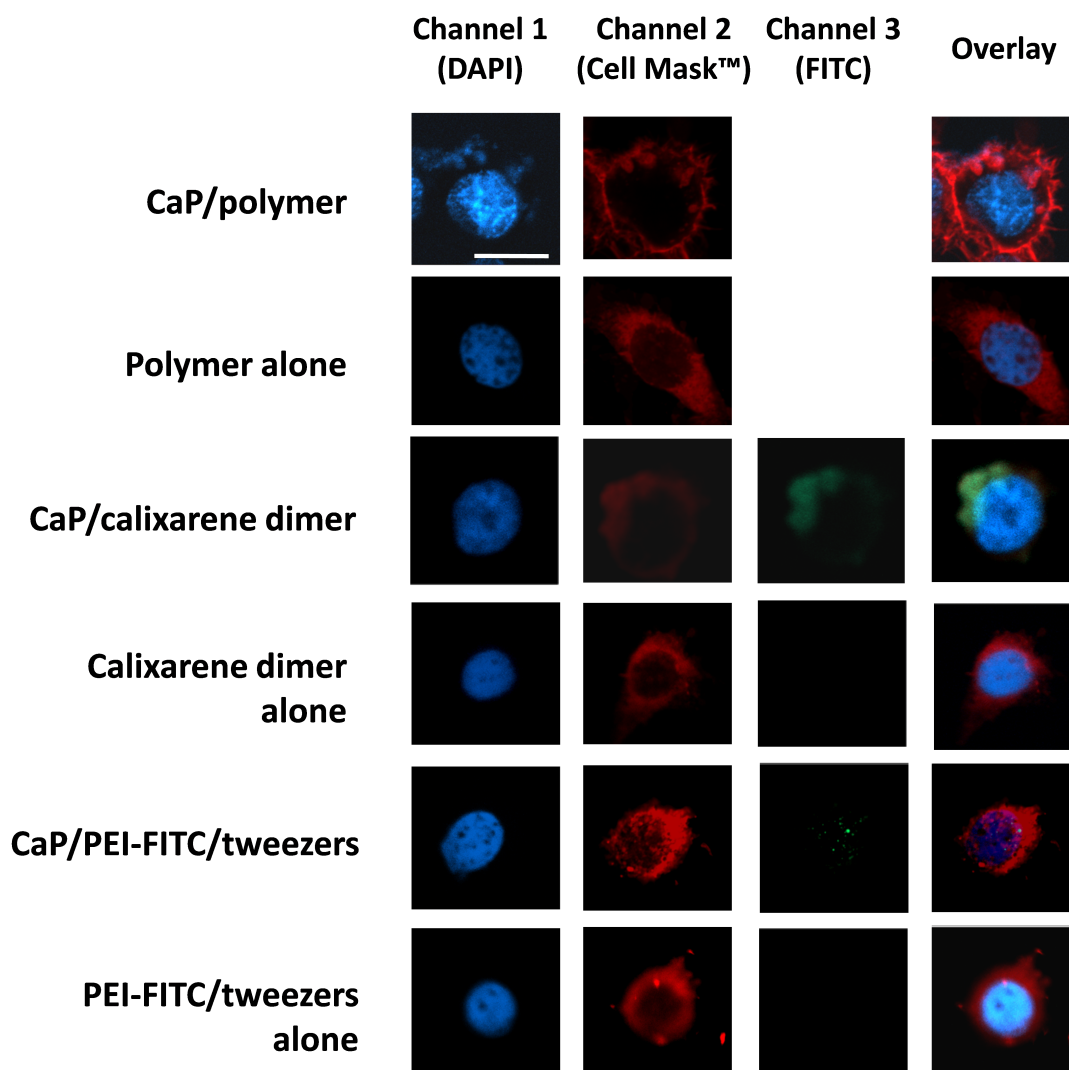 Channel 1
(DAPI)
Channel 2
(Cell Mask™)
Channel 3
(FITC)
Overlay
CaP/polymer
Polymer alone
CaP/calixarene dimer
Calixarene dimer
alone
CaP/PEI-FITC/tweezers
PEI-FITC/tweezers
alone